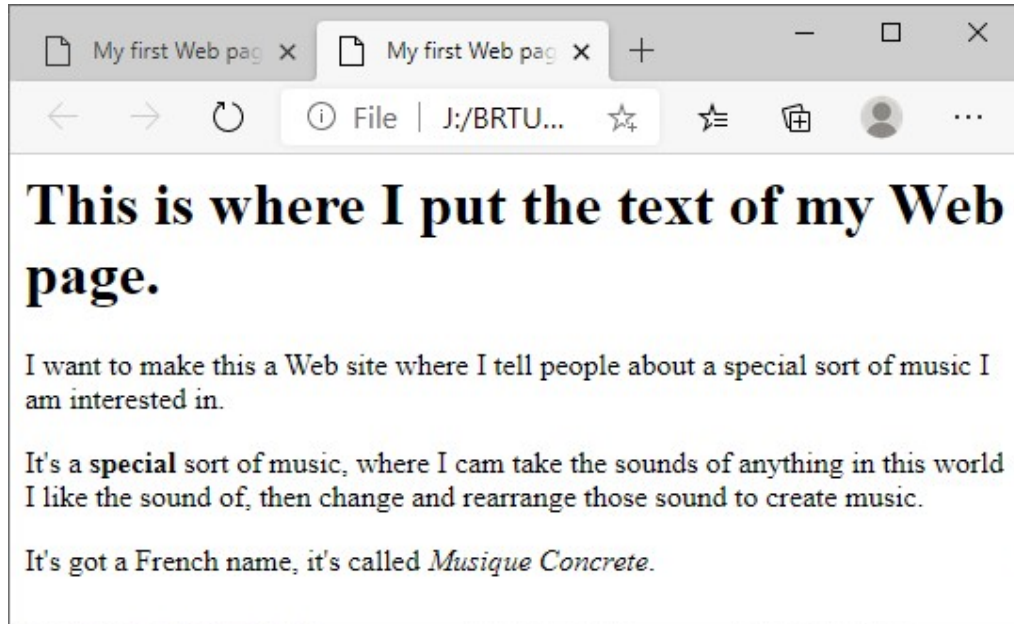 My first Web pag
My first Web pag
File | J:/BRTU...
This is where I put the text of my Web
page.
I want to make this a Web site where I tell people about a special sort of music I
am interested in.
It's a special sort of music, where I cam take the sounds of anything in this world
I like the sound of, then change and rearrange those sound to create music.
It's got a French name, it's called Musique Concrete.